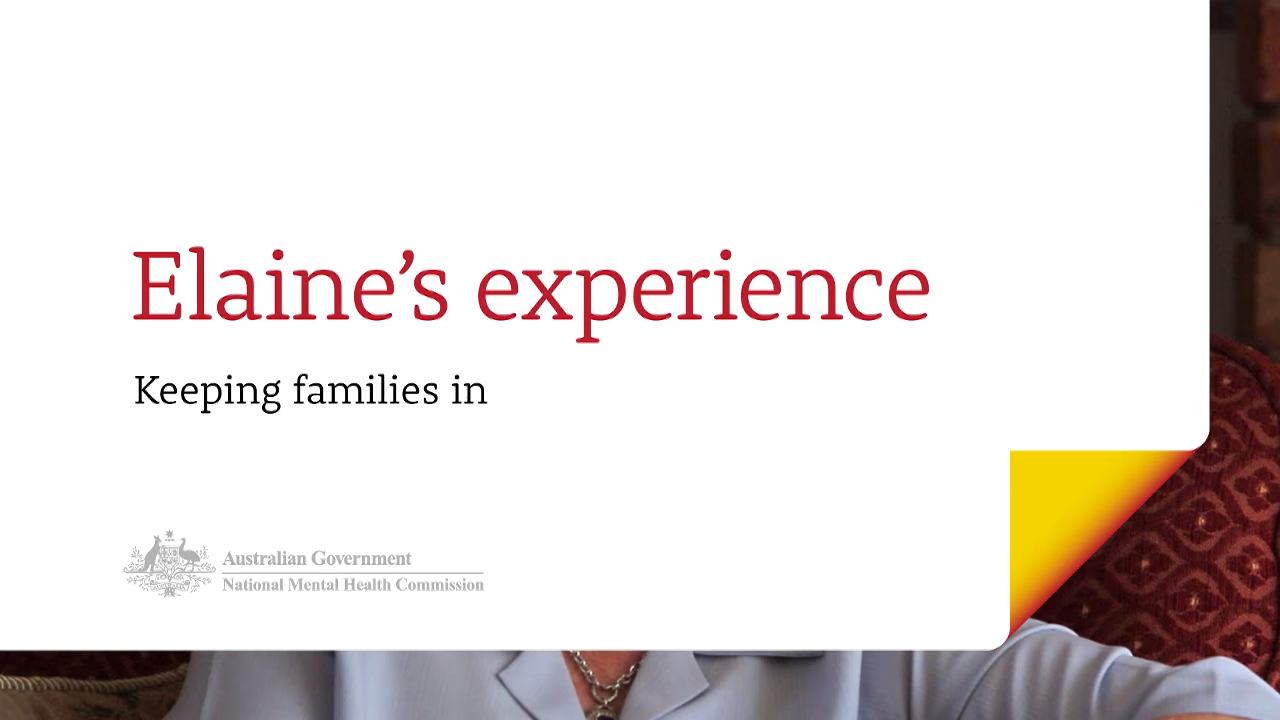 Elaine’s experience
Keeping families in
Australian Government
National Mental Health Commission